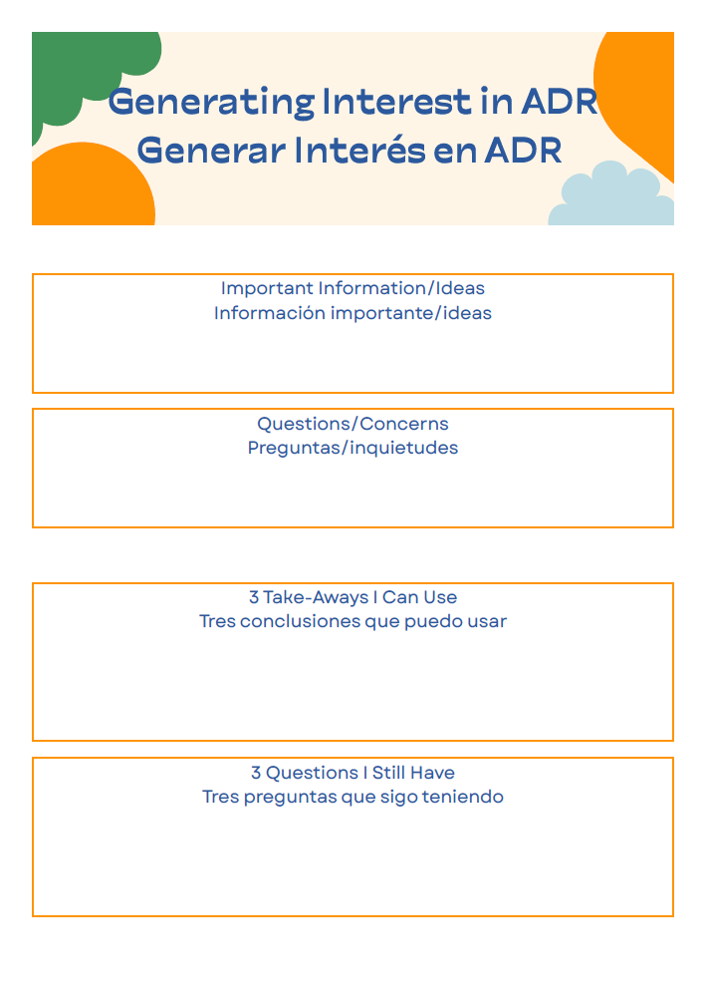 Generating Interest in ADR
Generar Interés en ADR
Important Information/Ideas
Información importante/ideas
Questions/Concerns
Preguntas/inquietudes
3 Take-Aways I Can Use
Tres conclusiones que puedo usar
3 Questions I Still Have
Tres preguntas que sigo teniendo